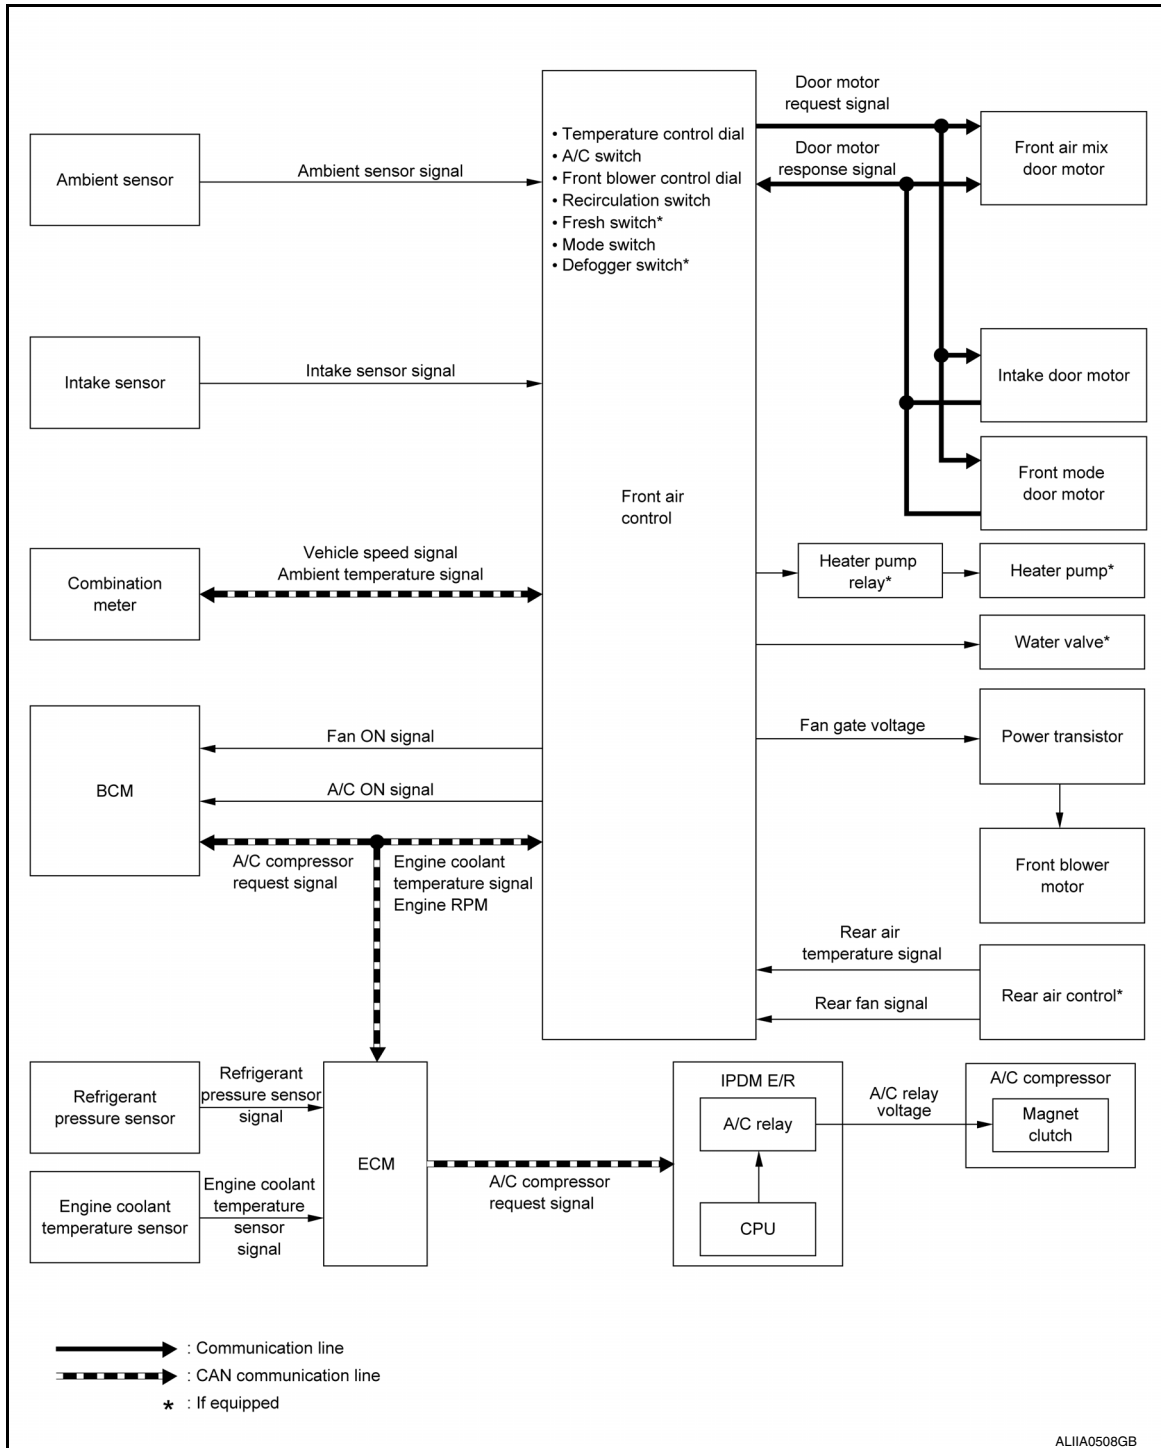 Door motor
request signal
• Temperature control dial
• A/C switch
• Front blower control dial
• Recirculation switch
• Fresh switch*
• Mode switch
• Defogger switch*
Front air
control
Door motor
response signal
Front air mix
door motor
Ambient sensor
Ambient sensor signal
Intake sensor
Intake sensor signal
Intake door motor
Front mode
door motor
Combination
meter
Vehicle speed signal
Ambient temperature signal
Heater pump
relay*
Heater pump*
Water valve*
BCM
Fan ON signal
A/C ON signal
A/C compressor
request signal
Engine coolant
temperature signal
Engine RPM
Fan gate voltage
Power transistor
Front blower
motor
Rear air
temperature signal
Rear fan signal
Rear air control*
Refrigerant
pressure sensor
Refrigerant
pressure sensor
signal
Engine coolant
temperature sensor
Engine coolant
temperature
sensor
signal
ECM
A/C compressor
request signal
IPDM E/R
A/C relay
CPU
A/C relay
voltage
A/C compressor
Magnet
clutch
: Communication line
: CAN communication line
* : If equipped
ALIIA0508GB